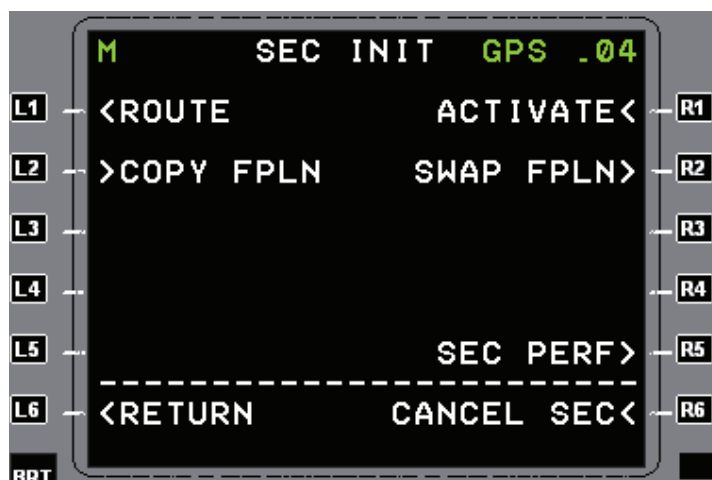 M SEC INIT GPS .04
L1 <ROUTE ACTIVATE< R1
L2 >COPY FPLN SWAP FPLN> R2
L3 R3
L4 R4
L5 SEC PERF> R5
L6 <RETURN CANCEL SEC< R6
BRT